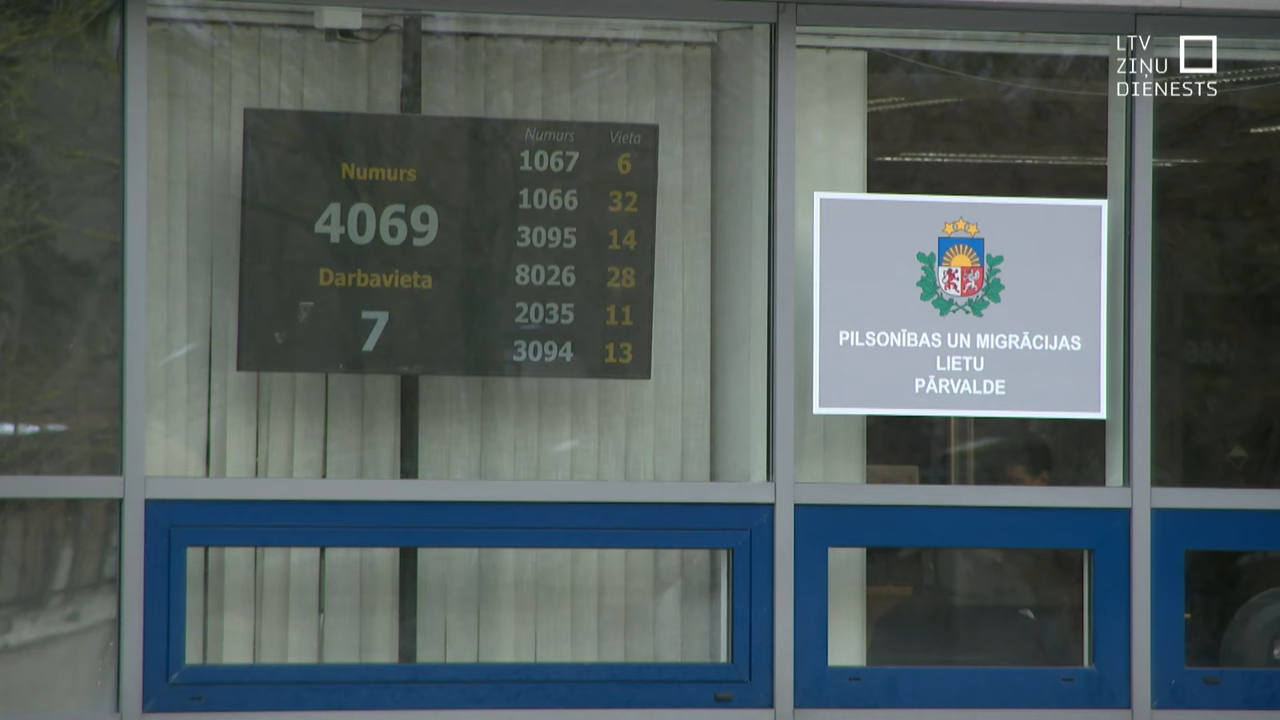 LTV
ZIŅU
DIENESTS
Numurs
4069
Darbavieta
7
Numurs Vieta
1067 6
1066 32
3095 14
8026 28
2035 11
3094 13
PILSONĪBAS UN MIGRĀCIJAS
LIETU
PĀRVALDE